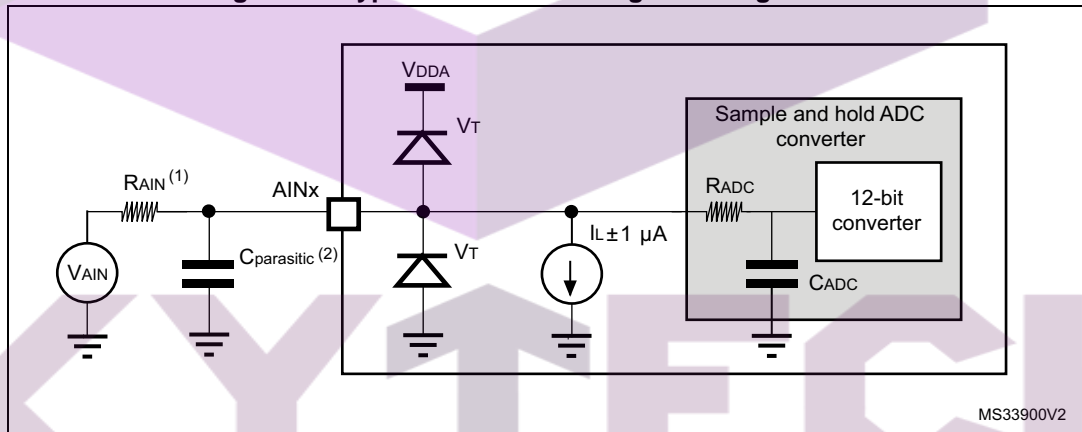 VDDA
Sample and hold ADC
converter
VT
RAIN (1)
AINx
RADC
12-bit
converter
IL±1 µA
VT
Cparasitic (2)
VAIN
CADC
MS33900V2